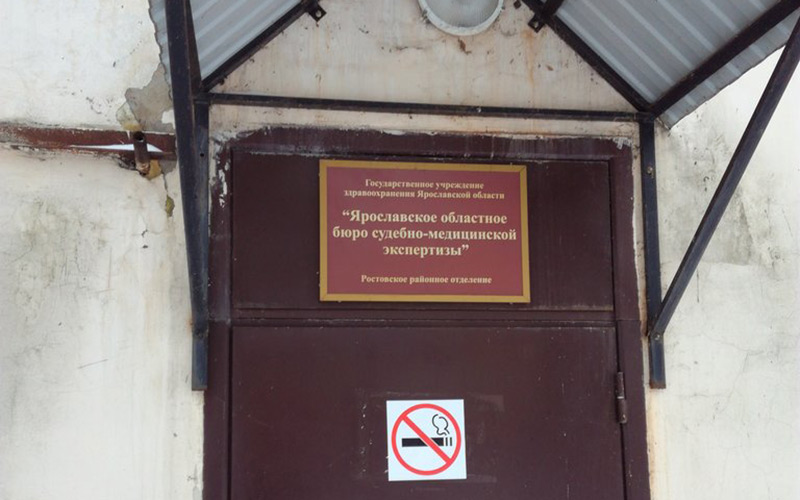 Государственное учреждение
здравоохранения Ярославской области
“Ярославское областное
бюро судебно-медицинской
экспертизы”
Ростовское районное отделение